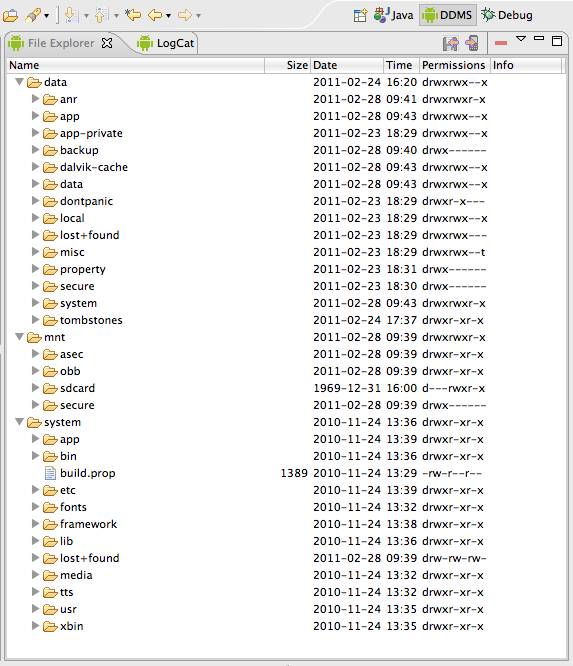 Java DDMS Debug
File Explorer LogCat
Name Size Date Time Permissions Info
data 2011-02-24 16:20 drwxrwx--x
anr 2011-02-28 09:41 drwxrwxr-x
app 2011-02-28 09:43 drwxrwx--x
app-private 2011-02-23 18:29 drwxrwx--x
backup 2011-02-28 09:40 drwx------
dalvik-cache 2011-02-28 09:43 drwxrwx--x
data 2011-02-28 09:43 drwxrwx--x
dontpanic 2011-02-23 18:29 drwxr-x---
local 2011-02-23 18:29 drwxrwx--x
lost+found 2011-02-23 18:29 drwxrwx---
misc 2011-02-23 18:29 drwxrwx--t
property 2011-02-23 18:31 drwx------
secure 2011-02-23 18:30 drwx------
system 2011-02-28 09:43 drwxrwxr-x
tombstones 2011-02-24 17:37 drwxr-xr-x
mnt 2011-02-28 09:39 drwxrwxr-x
asec 2011-02-28 09:39 drwxr-xr-x
obb 2011-02-28 09:39 drwxr-xr-x
sdcard 1969-12-31 16:00 d---rwxr-x
secure 2011-02-28 09:39 drwx------
system 2010-11-24 13:36 drwxr-xr-x
app 2010-11-24 13:39 drwxr-xr-x
bin 2010-11-24 13:36 drwxr-xr-x
build.prop 1389 2010-11-24 13:29 -rw-r--r--
etc 2010-11-24 13:39 drwxr-xr-x
fonts 2010-11-24 13:32 drwxr-xr-x
framework 2010-11-24 13:38 drwxr-xr-x
lib 2010-11-24 13:36 drwxr-xr-x
lost+found 2011-02-28 09:39 drw-rw-rw-
media 2010-11-24 13:32 drwxr-xr-x
tts 2010-11-24 13:32 drwxr-xr-x
usr 2010-11-24 13:35 drwxr-xr-x
xbin 2010-11-24 13:35 drwxr-xr-x